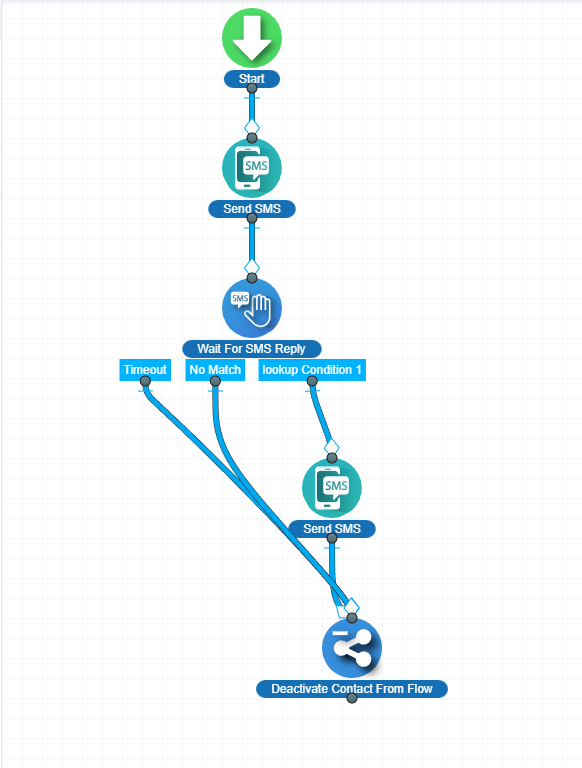 Start
SMS
Send SMS
SMS
Wait For SMS Reply
Timeout
No Match
lookup Condition 1
SMS
Send SMS
Deactivate Contact From Flow